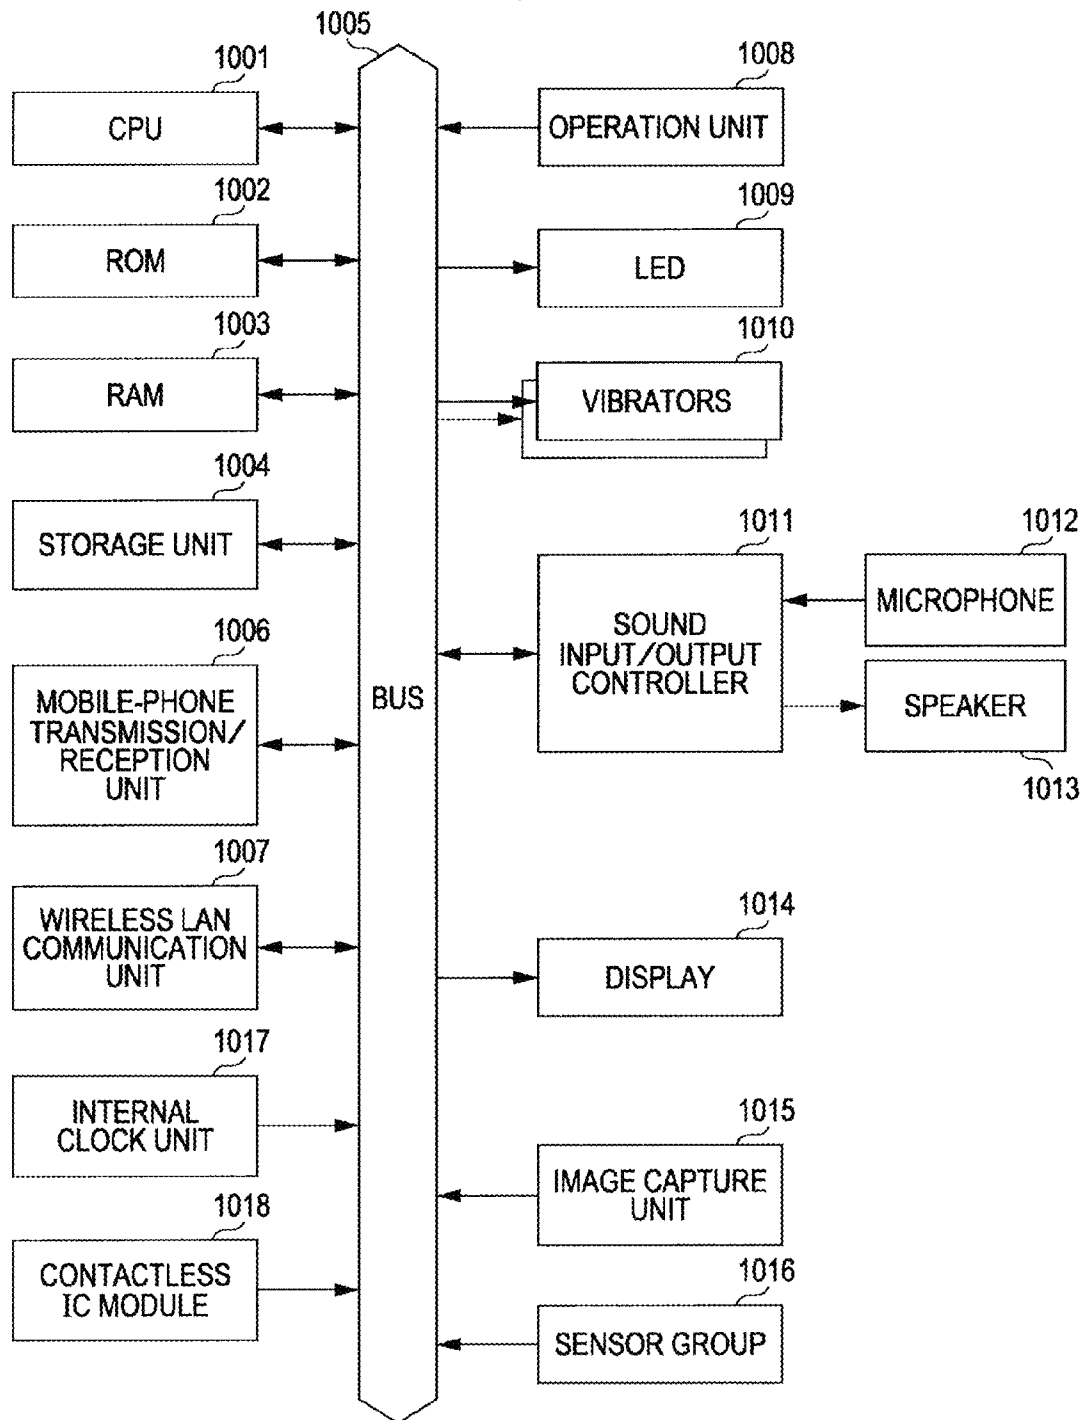 1005
1001
CPU
1002
ROM
1003
RAM
1004
STORAGE UNIT
1006
MOBILE-PHONE
TRANSMISSION/
RECEPTION
UNIT
1007
WIRELESS LAN
COMMUNICATION
UNIT
1017
INTERNAL
CLOCK UNIT
1018
CONTACTLESS
IC MODULE
BUS
1008
OPERATION UNIT
1009
LED
1010
VIBRATORS
1011
SOUND
INPUT/OUTPUT
CONTROLLER
1012
MICROPHONE
SPEAKER
1013
1014
DISPLAY
1015
IMAGE CAPTURE
UNIT
1016
SENSOR GROUP